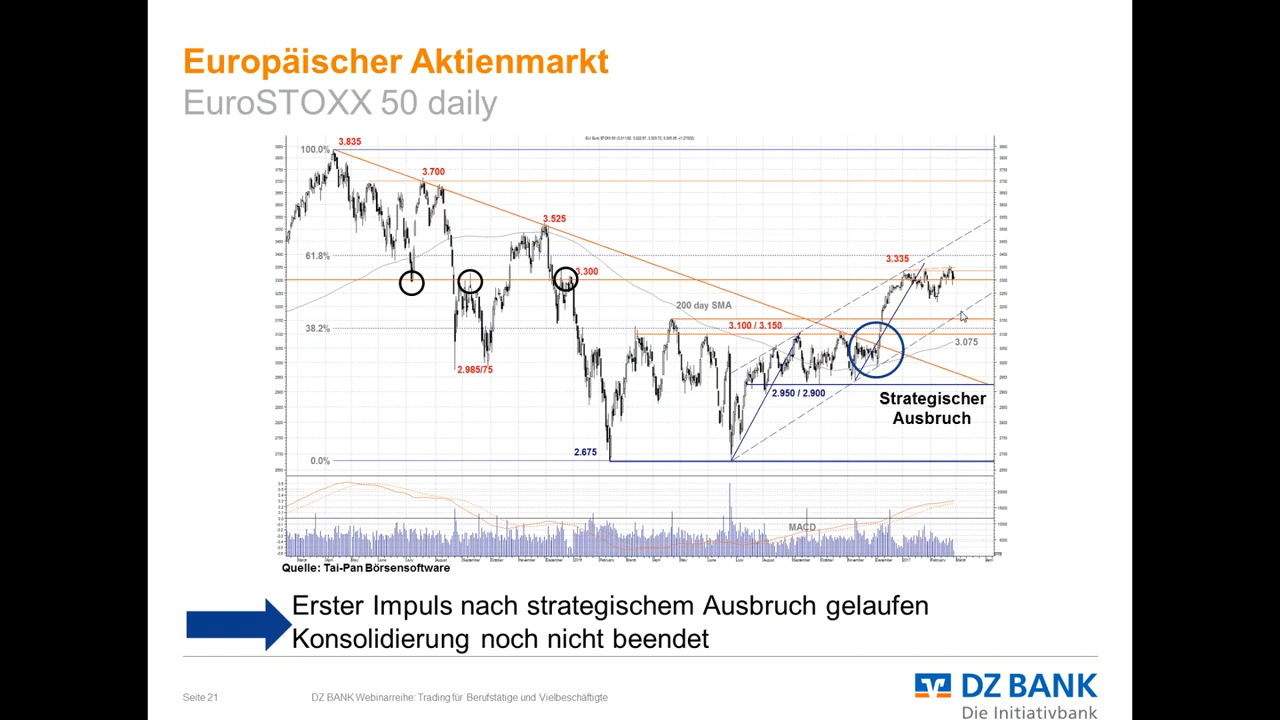 Europäischer Aktienmarkt
EuroSTOXX 50 daily
100.0%
3.835
3.700
3.525
61.8%
3.335
3.300
200 day SMA
38.2%
3.100 / 3.150
3.075
2.985/75
2.950 / 2.900
Strategischer
Ausbruch
2.675
0.0%
MACD
Quelle: Tai-Pan Börsensoftware
Erster Impuls nach strategischem Ausbruch gelaufen
Konsolidierung noch nicht beendet
Seite 21
DZ BANK Webinarreihe: Trading für Berufstätige und Vielbeschäftigte
DZ BANK
Die Initiativbank